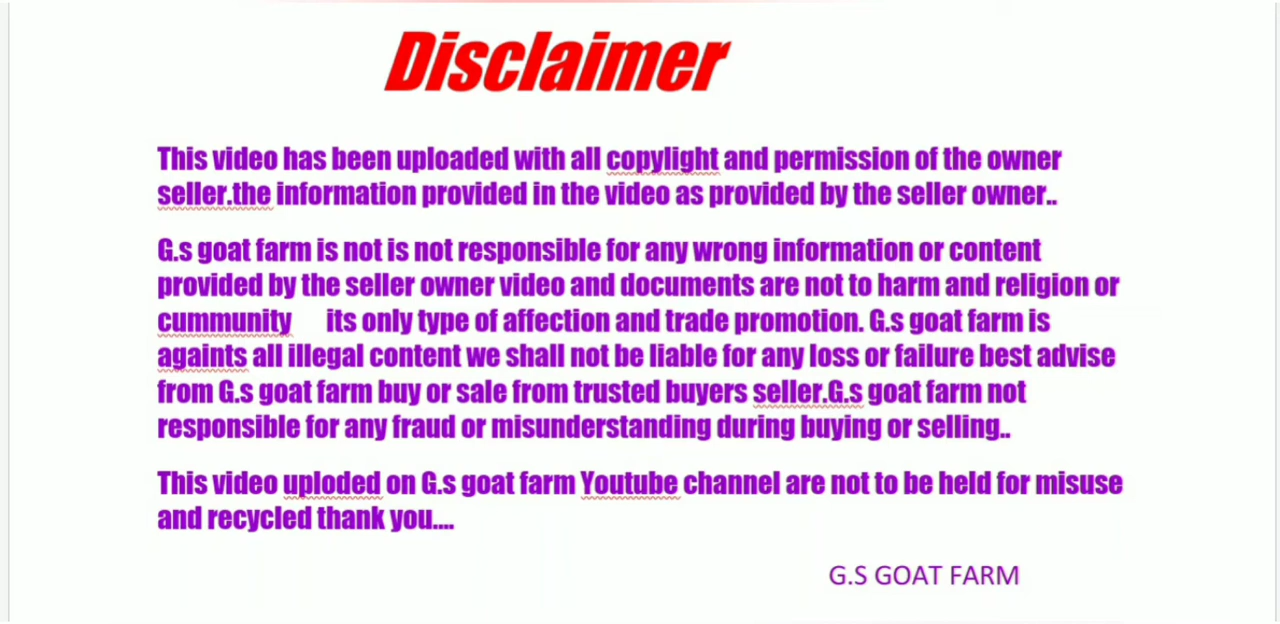 Disclaimer
This video has been uploaded with all copylight and permission of the owner
seller.the information provided in the video as provided by the seller owner..
G.s goat farm is not is not responsible for any wrong information or content
provided by the seller owner video and documents are not to harm and religion or
cummunity its only type of affection and trade promotion. G.s goat farm is
againts all illegal content we shall not be liable for any loss or failure best advise
from G.s goat farm buy or sale from trusted buyers seller.G.s goat farm not
responsible for any fraud or misunderstanding during buying or selling..
This video uploded on G.s goat farm Youtube channel are not to be held for misuse
and recycled thank you....
G.S GOAT FARM